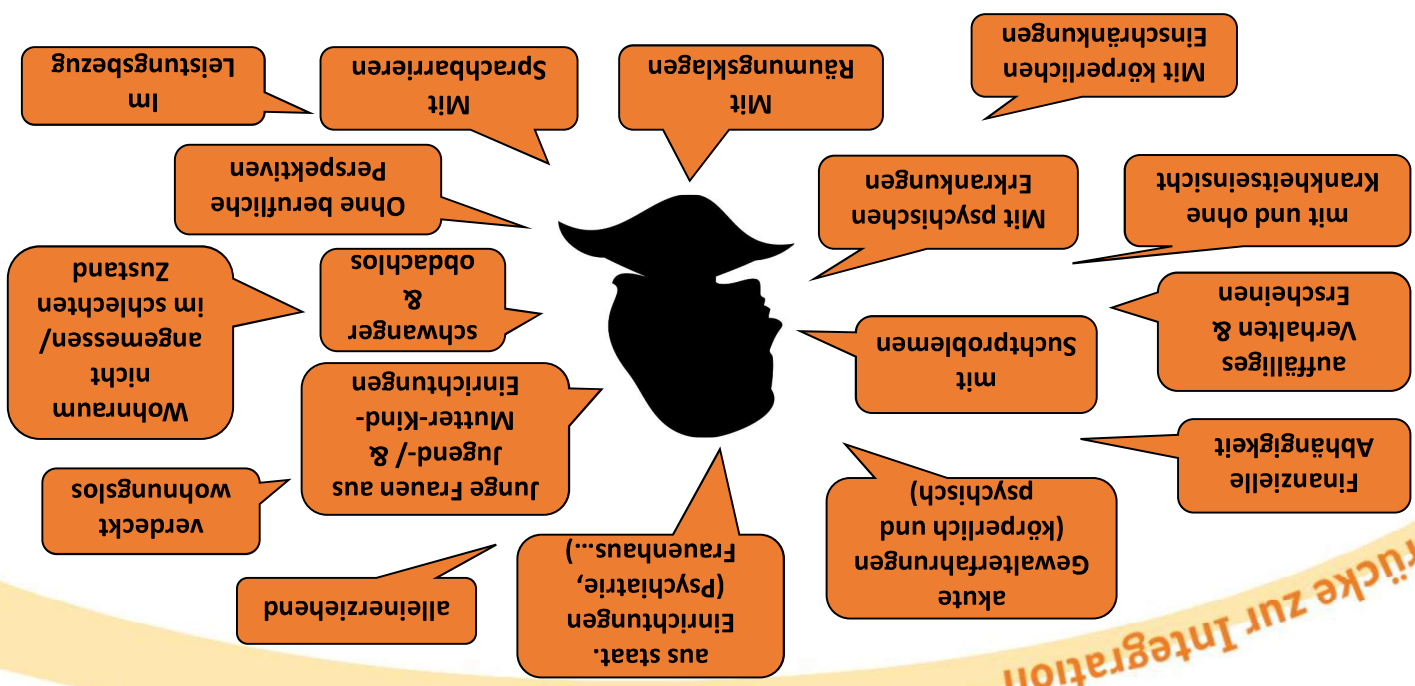 rücke zur Integration
akute
Gewalterfahrungen
(körperlich und
psychisch)
aus staat.
Einrichtungen
(Psychiatrie,
Frauenhaus...)
alleinerziehend
Finanzielle
Abhängigkeit
Junge Frauen aus
Jugend-/ &
Mutter-Kind-
Einrichtungen
verdeckt
wohnungslos
auffälliges
Verhalten &
Erscheinen
mit
Suchtproblemen
schwanger
&
obdachlos
Wohnraum
nicht
angemessen/
im schlechten
Zustand
mit und ohne
Krankheitseinsicht
Mit psychischen
Erkrankungen
Ohne berufliche
Perspektiven
Mit körperlichen
Einschränkungen
Mit
Räumungsklagen
Mit
Sprachbarrieren
Im
Leistungsbezug